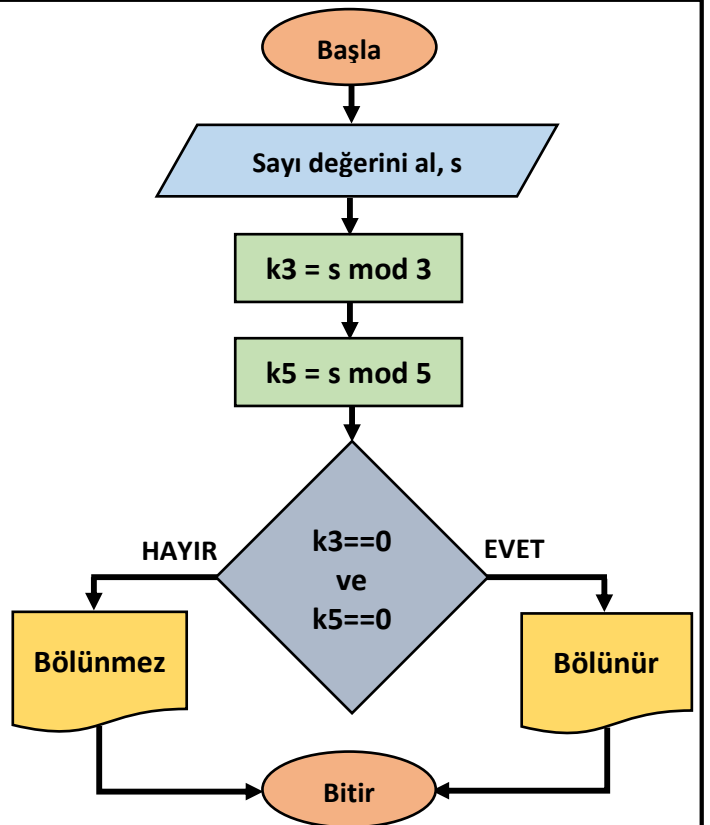 Başla
Sayı değerini al, s
k3 = s mod 3
k5 = s mod 5
HAYIR
k3==0
ve
k5==0
EVET
Bölünmez
Bölünür
Bitir